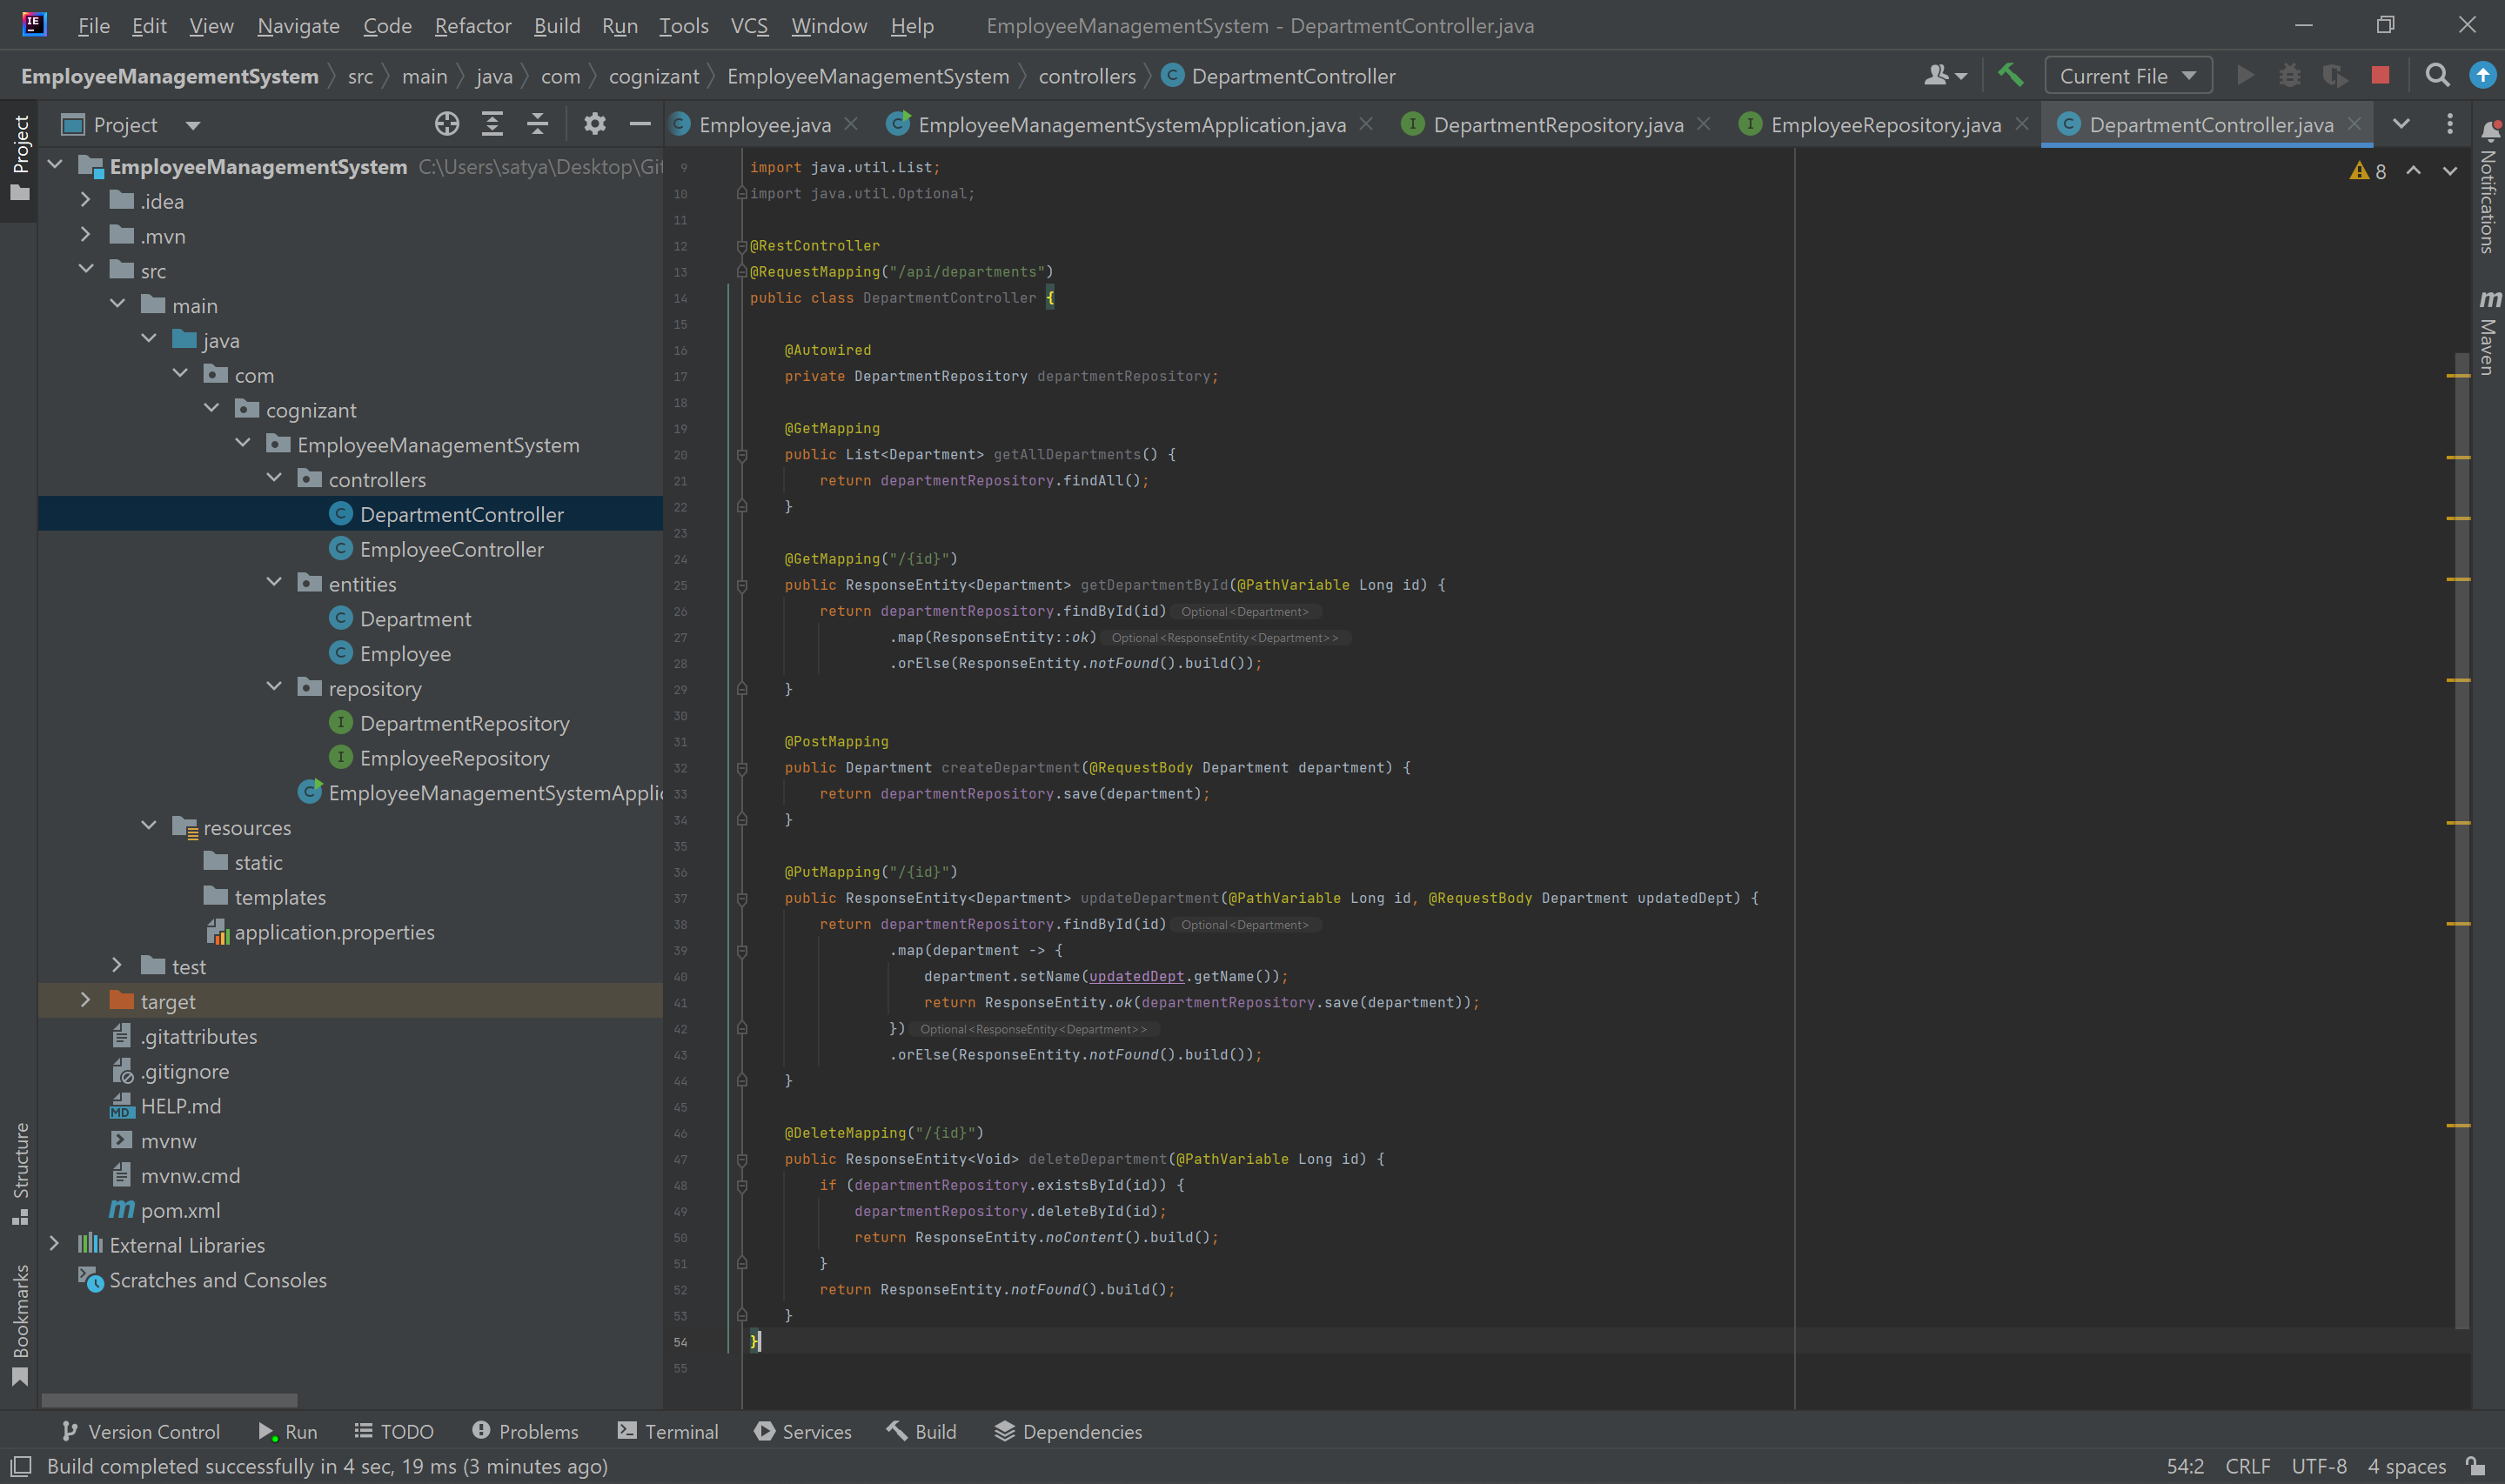 File Edit View Navigate Code Refactor Build Run Tools VCS Window Help EmployeeManagementSystem - DepartmentController.java
EmployeeManagementSystem src main java com cognizant EmployeeManagementSystem controllers DepartmentController Current File
Project Employee.java EmployeeManagementSystemApplication.java DepartmentRepository.java EmployeeRepository.java DepartmentController.java
Project
EmployeeManagementSystem C:\Users\satya\Desktop\Git
.idea
.mvn
src
main
java
com
cognizant
EmployeeManagementSystem
controllers
DepartmentController
EmployeeController
entities
Department
Employee
repository
DepartmentRepository
EmployeeRepository
EmployeeManagementSystemApplic
resources
static
templates
application.properties
test
target
.gitattributes
.gitignore
HELP.md
mvnw
mvnw.cmd
pom.xml
External Libraries
Scratches and Consoles
Structure
Bookmarks
8
9 import java.util.List;
10 import java.util.Optional;
11
12 @RestController
13 @RequestMapping("/api/departments")
14 public class DepartmentController {
15
16 @Autowired
17 private DepartmentRepository departmentRepository;
18
19 @GetMapping
20 public List<Department> getAllDepartments() {
21 return departmentRepository.findAll();
22 }
23
24 @GetMapping("/{id}")
25 public ResponseEntity<Department> getDepartmentById(@PathVariable Long id) {
26 return departmentRepository.findById(id) Optional<Department>
27 .map(ResponseEntity::ok) Optional<ResponseEntity<Department>>
28 .orElse(ResponseEntity.notFound().build());
29 }
30
31 @PostMapping
32 public Department createDepartment(@RequestBody Department department) {
33 return departmentRepository.save(department);
34 }
35
36 @PutMapping("/{id}")
37 public ResponseEntity<Department> updateDepartment(@PathVariable Long id, @RequestBody Department updatedDept) {
38 return departmentRepository.findById(id) Optional<Department>
39 .map(department -> {
40 department.setName(updatedDept.getName());
41 return ResponseEntity.ok(departmentRepository.save(department));
42 }) Optional<ResponseEntity<Department>>
43 .orElse(ResponseEntity.notFound().build());
44 }
45
46 @DeleteMapping("/{id}")
47 public ResponseEntity<Void> deleteDepartment(@PathVariable Long id) {
48 if (departmentRepository.existsById(id)) {
49 departmentRepository.deleteById(id);
50 return ResponseEntity.noContent().build();
51 }
52 return ResponseEntity.notFound().build();
53 }
54 }
55
Notifications
Maven
Version Control Run TODO Problems Terminal Services Build Dependencies
Build completed successfully in 4 sec, 19 ms (3 minutes ago) 54:2 CRLF UTF-8 4 spaces